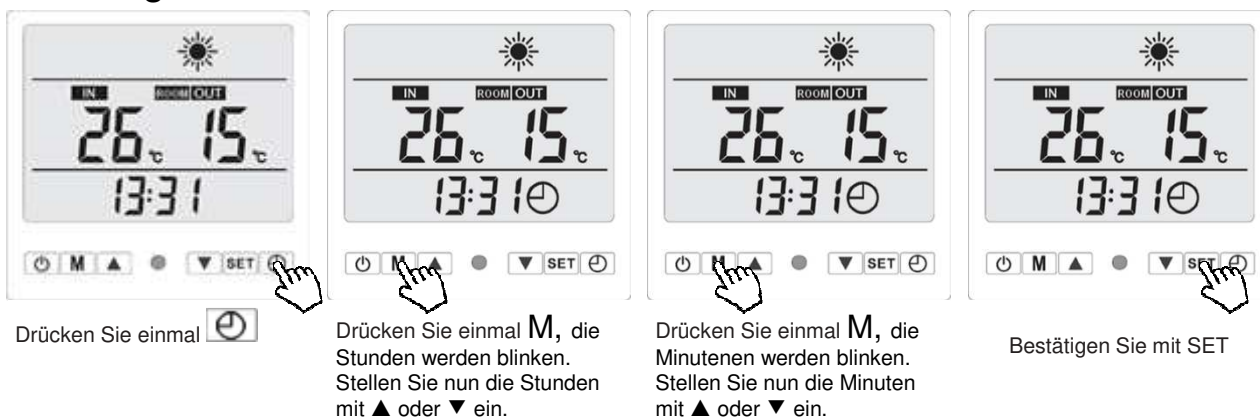 IN ROOM OUT
26 °C 15 °C
13:31
M ▲ ▼ SET
Drücken Sie einmal
IN ROOM OUT
26 °C 15 °C
13:31
M ▲ ▼ SET
Drücken Sie einmal M, die
Stunden werden blinken.
Stellen Sie nun die Stunden
mit ▲ oder ▼ ein.
IN ROOM OUT
26 °C 15 °C
13:31
M ▲ ▼ SET
Drücken Sie einmal M, die
Minutenen werden blinken.
Stellen Sie nun die Minuten
mit ▲ oder ▼ ein.
IN ROOM OUT
26 °C 15 °C
13:31
M ▲ ▼ SET
Bestätigen Sie mit SET